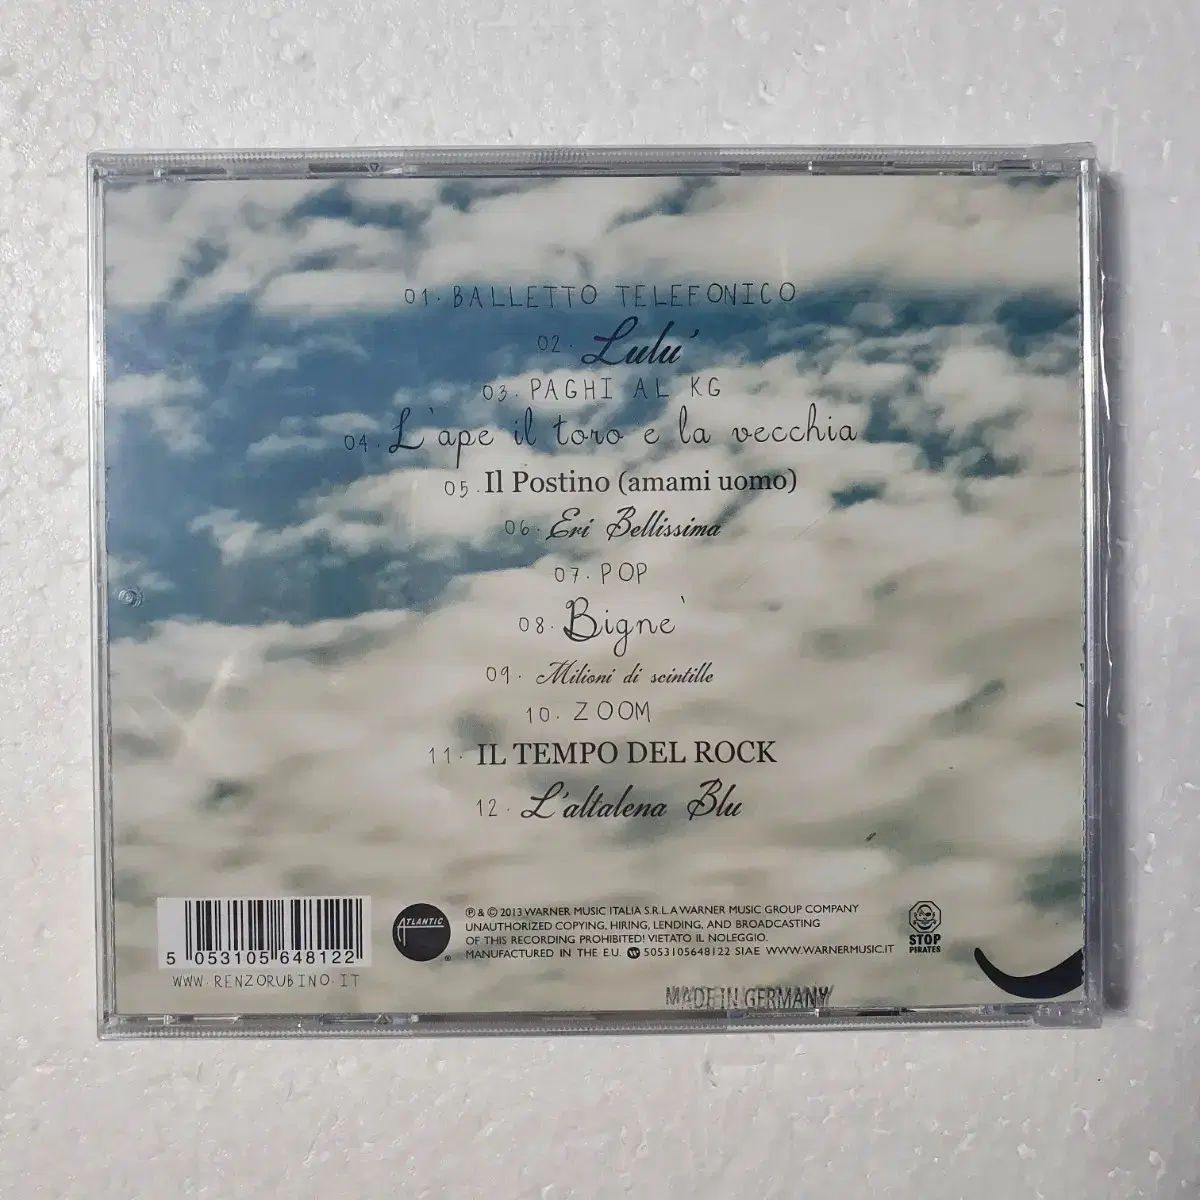 01. BALLETTO TELEFONICO
02. Lulu'
03. PAGHI AL KG
04. L'ape il toro e la vecchia
05. Il Postino (amami uomo)
06. Eri Bellissima
07. POP
08. Bigne'
09. Milioni di scintille
10. ZOOM
11. IL TEMPO DEL ROCK
12. L'altalena Blu
5 053105 648122
WWW.RENZORUBINO.IT
ATLANTIC
®
℗ & © 2013 WARNER MUSIC ITALIA S.R.L. A WARNER MUSIC GROUP COMPANY
UNAUTHORIZED COPYING, HIRING, LENDING, AND BROADCASTING
OF THIS RECORDING PROHIBITED! VIETATO IL NOLEGGIO.
MANUFACTURED IN THE E.U. 5053105648122 SIAE WWW.WARNERMUSIC.IT
STOP
PIRATES
MADE IN GERMANY